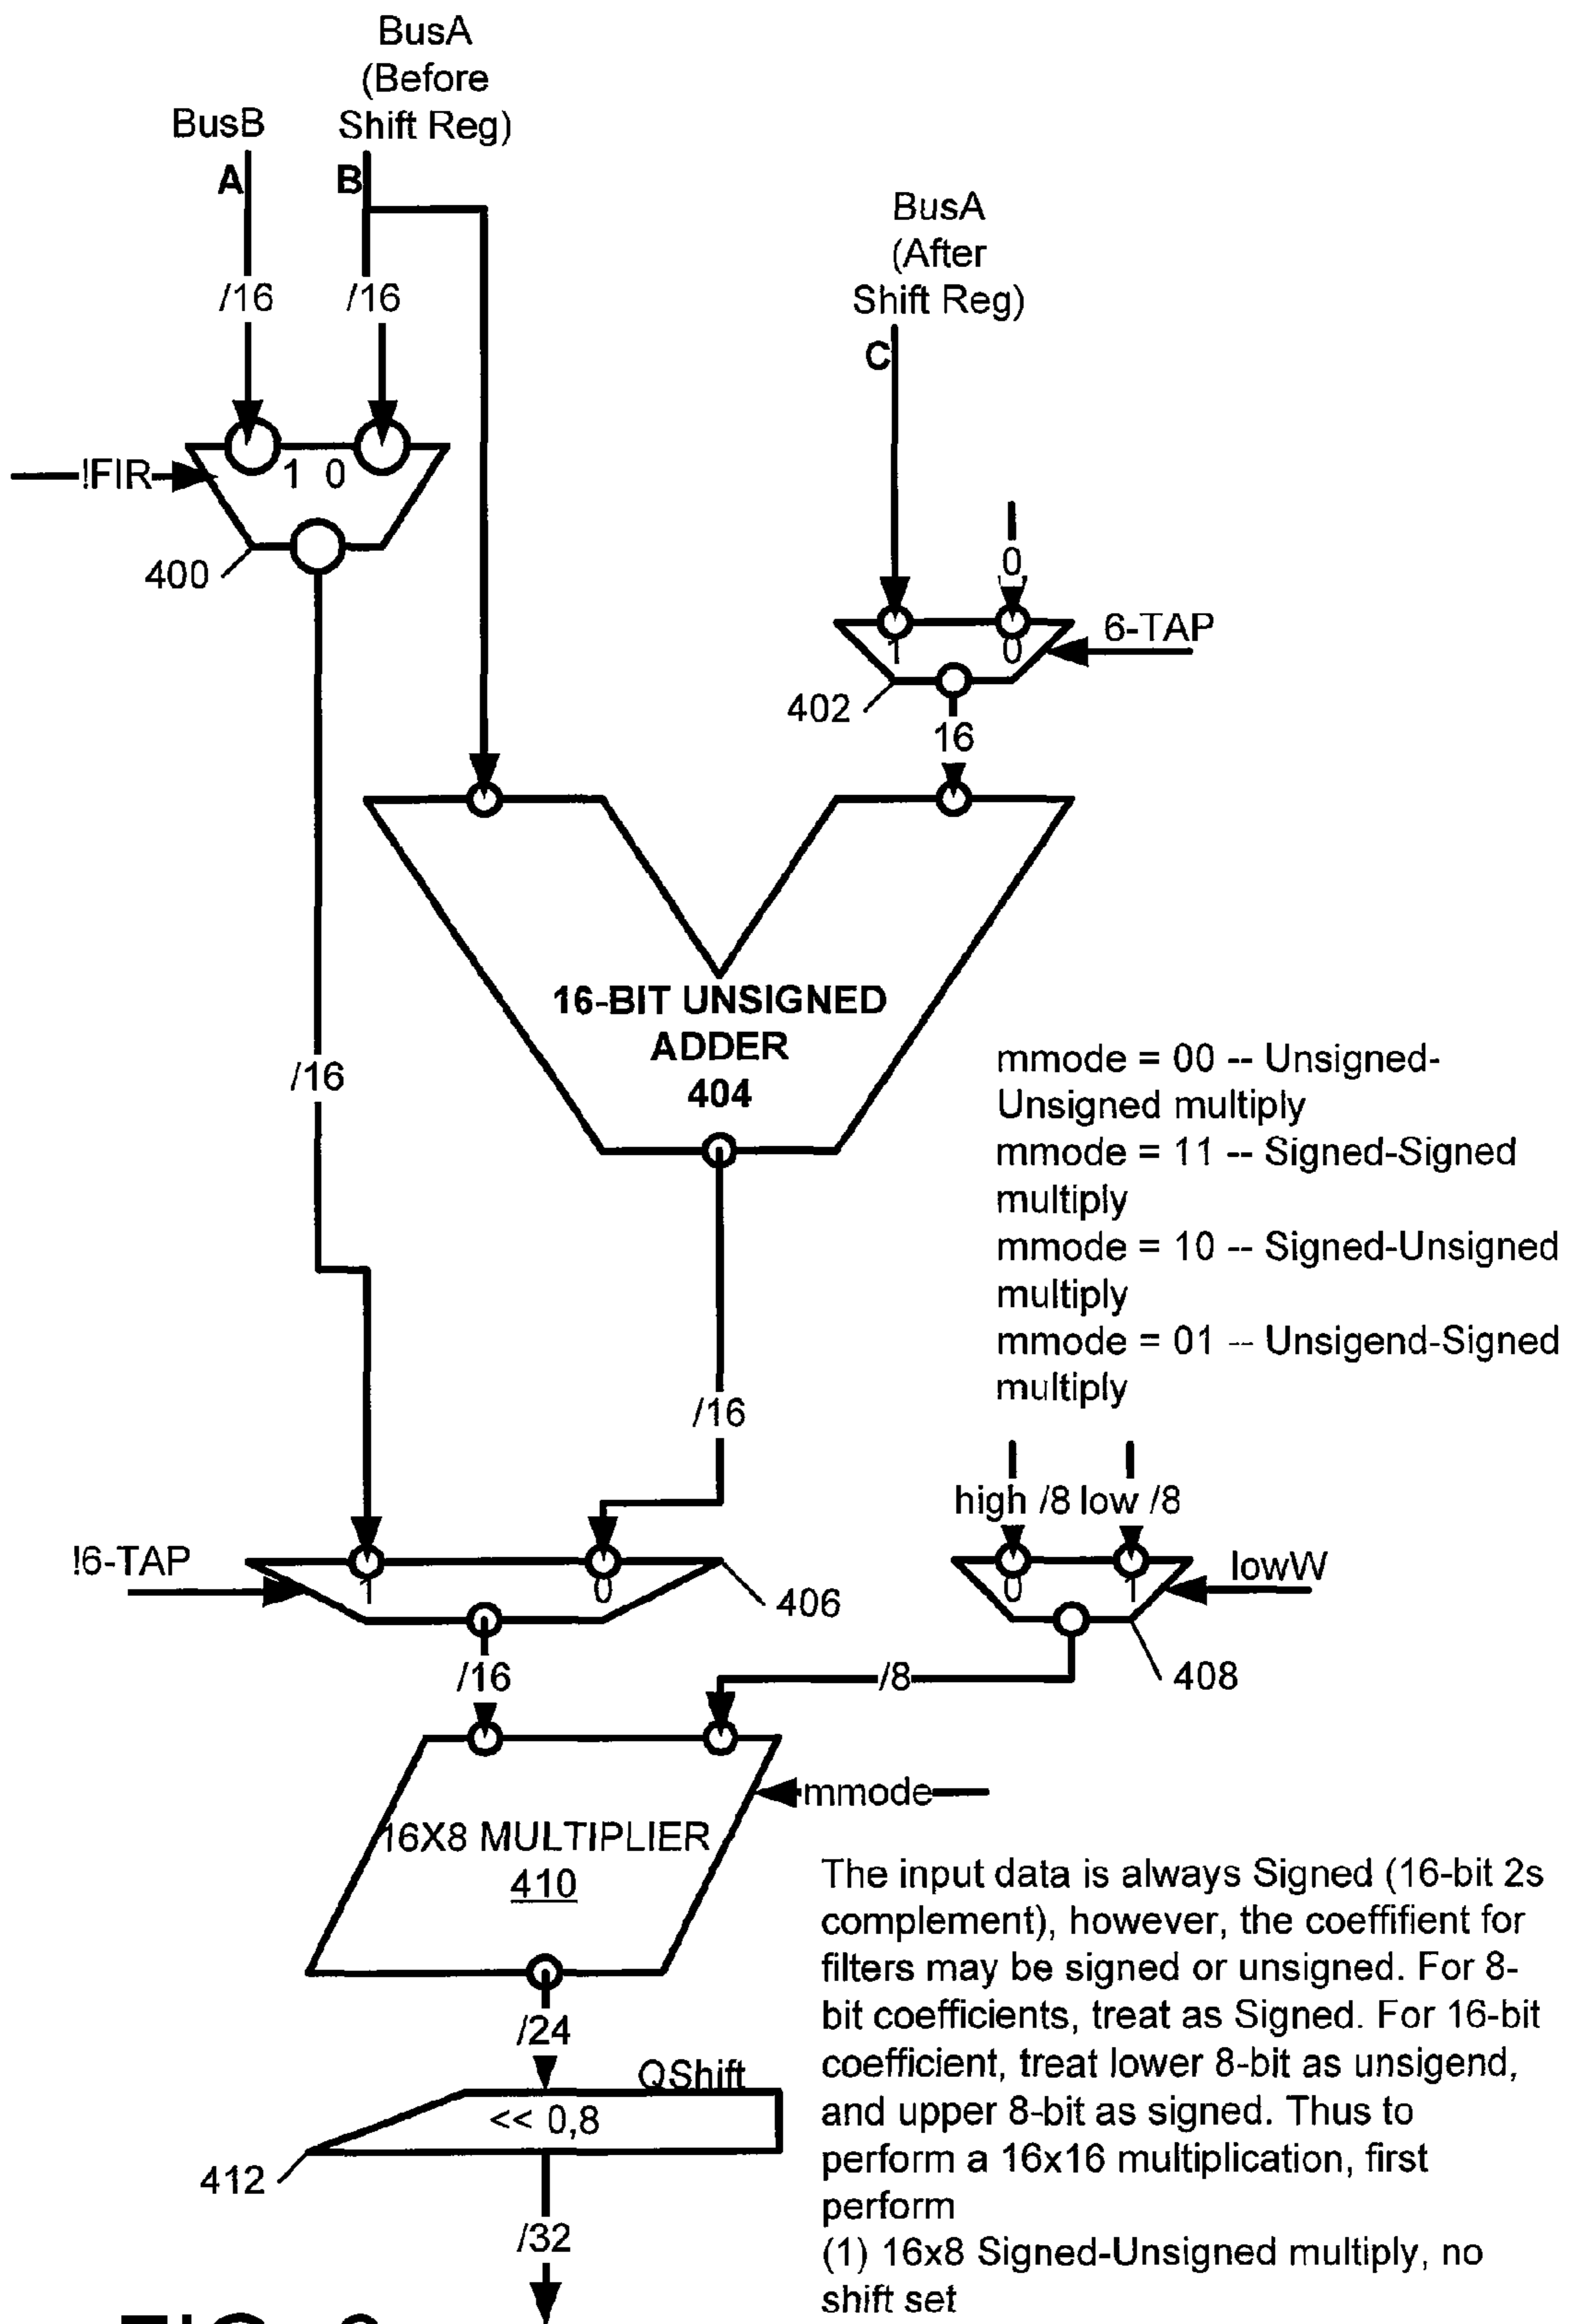 BusA
(Before
Shift Reg)
BusB
A
B
/16
/16
BusA
(After
Shift Reg)
C
!FIR
1 0
400
0
1
0
6-TAP
402
16
16-BIT UNSIGNED
ADDER
404
/16
mmode = 00 -- Unsigned-
Unsigned multiply
mmode = 11 -- Signed-Signed
multiply
mmode = 10 -- Signed-Unsigned
multiply
mmode = 01 -- Unsigend-Signed
multiply
/16
high /8 low /8
!6-TAP
1
0
406
0
1
lowW
408
/16
/8
mmode
16X8 MULTIPLIER
410
The input data is always Signed (16-bit 2s
complement), however, the coeffifient for
filters may be signed or unsigned. For 8-
bit coefficients, treat as Signed. For 16-bit
coefficient, treat lower 8-bit as unsigend,
and upper 8-bit as signed. Thus to
perform a 16x16 multiplication, first
perform
(1) 16x8 Signed-Unsigned multiply, no
shift set
/24
QShift
<< 0,8
412
/32